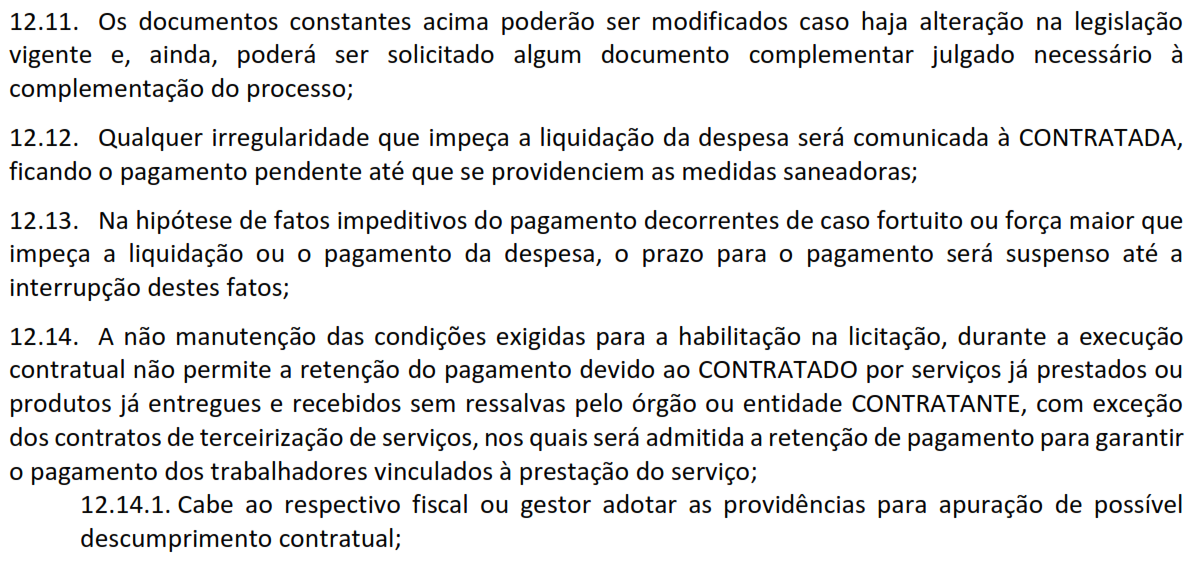 12.11. Os documentos constantes acima poderão ser modificados caso haja alteração na legislação
vigente e, ainda, poderá ser solicitado algum documento complementar julgado necessário à
complementação do processo;
12.12. Qualquer irregularidade que impeça a liquidação da despesa será comunicada à CONTRATADA,
ficando o pagamento pendente até que se providenciem as medidas saneadoras;
12.13. Na hipótese de fatos impeditivos do pagamento decorrentes de caso fortuito ou força maior que
impeça a liquidação ou o pagamento da despesa, o prazo para o pagamento será suspenso até a
interrupção destes fatos;
12.14. A não manutenção das condições exigidas para a habilitação na licitação, durante a execução
contratual não permite a retenção do pagamento devido ao CONTRATADO por serviços já prestados ou
produtos já entregues e recebidos sem ressalvas pelo órgão ou entidade CONTRATANTE, com exceção
dos contratos de terceirização de serviços, nos quais será admitida a retenção de pagamento para garantir
o pagamento dos trabalhadores vinculados à prestação do serviço;
12.14.1. Cabe ao respectivo fiscal ou gestor adotar as providências para apuração de possível
descumprimento contratual;